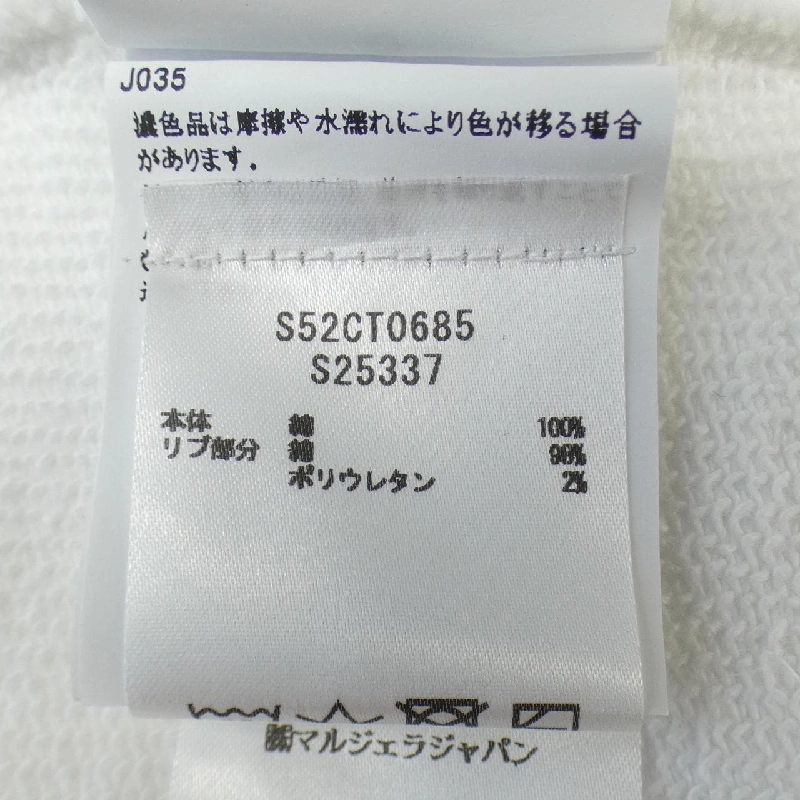 J035
濃色品は摩擦や水濡れにより色が移る場合
があります.
S52CT0685
S25337
本体 綿 100%
リブ部分 綿 98%
ポリウレタン 2%
㈱マルジェラジャパン